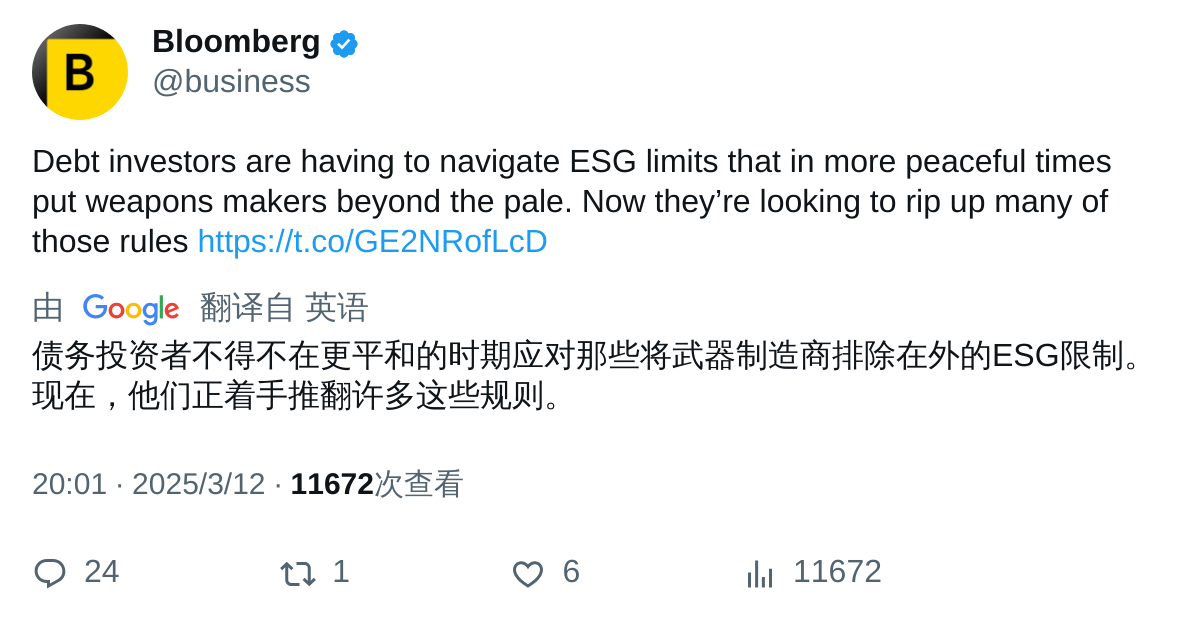 B
Bloomberg
@business
Debt investors are having to navigate ESG limits that in more peaceful times
put weapons makers beyond the pale. Now they’re looking to rip up many of
those rules https://t.co/GE2NRofLcD
由 Google 翻译自 英语
债务投资者不得不在更平和的时期应对那些将武器制造商排除在外的ESG限制。
现在，他们正着手推翻许多这些规则。
20:01 · 2025/3/12 · 11672次查看
24 1 6 11672